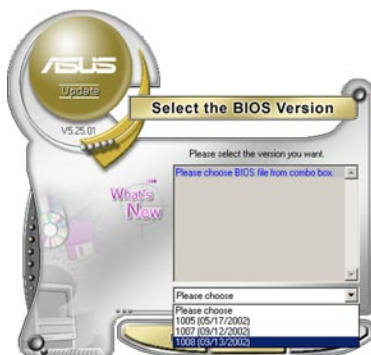 ASUS
Update
V5.25.01
Select the BIOS Version
Please select the version you want.
Please choose BIOS file from combo box.
What's
New
Please choose
Please choose
1005 (05/17/2002)
1007 (09/12/2002)
1008 (09/13/2002)